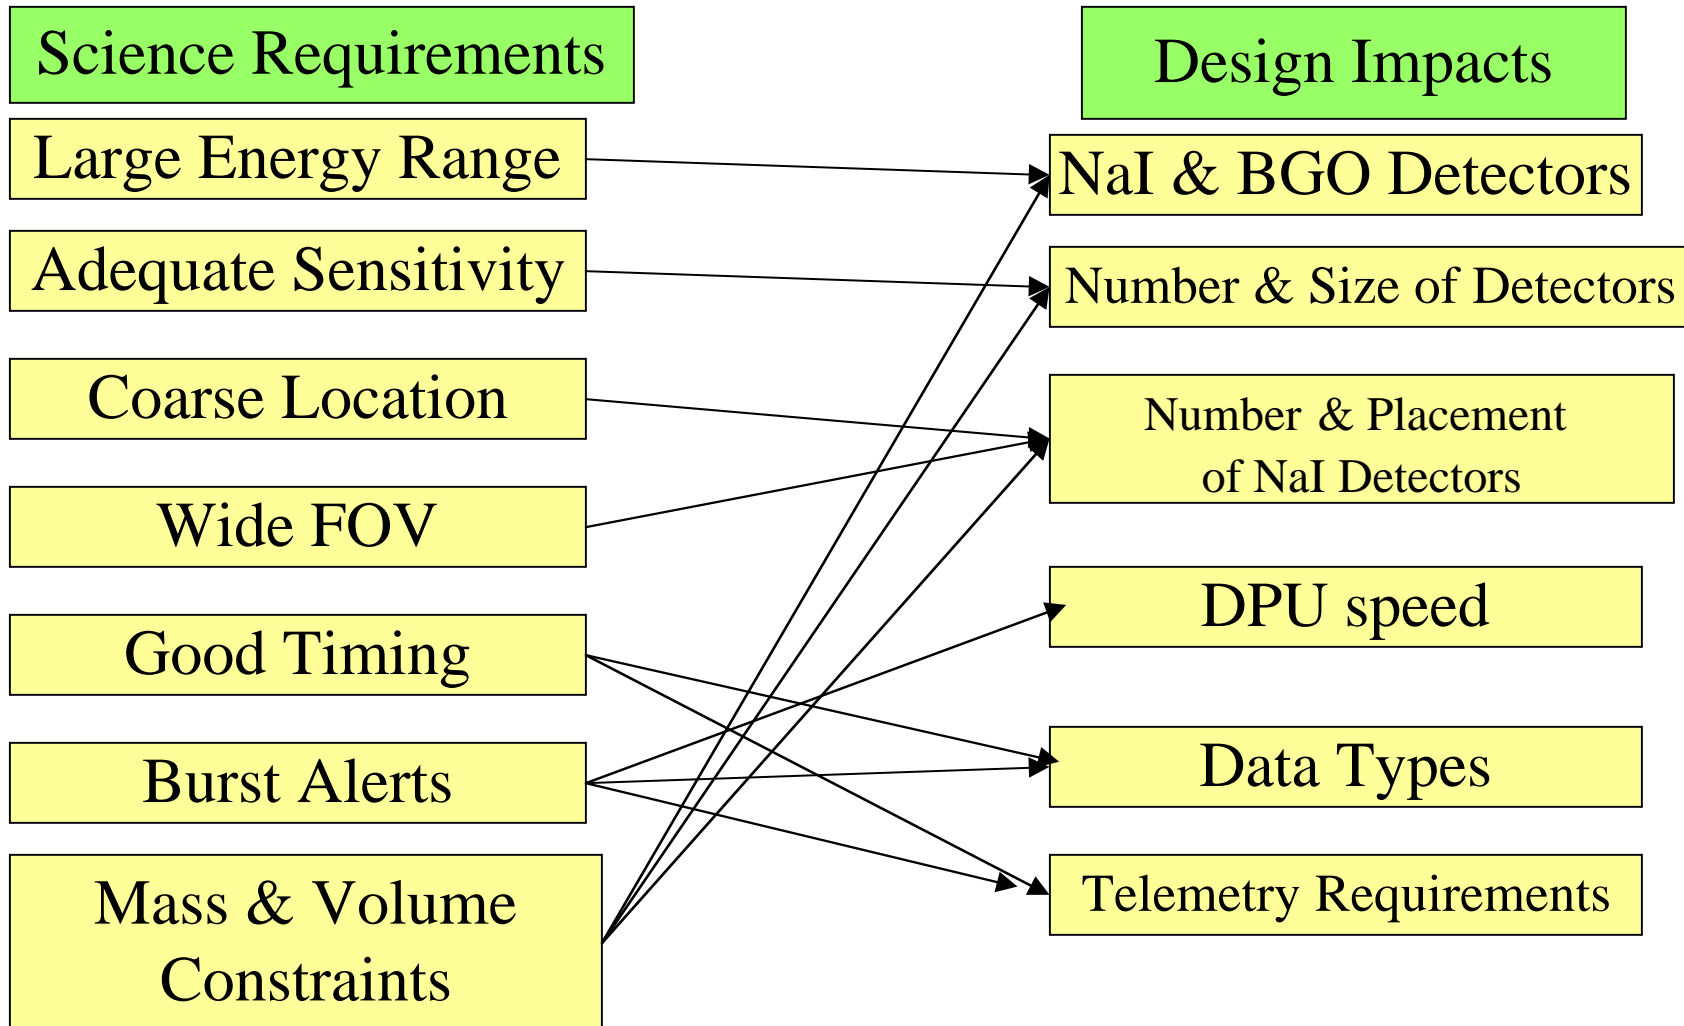 Science Requirements
Large Energy Range
Adequate Sensitivity
Coarse Location
Wide FOV
Good Timing
Burst Alerts
Mass & Volume
Constraints
Design Impacts
NaI & BGO Detectors
Number & Size of Detectors
Number & Placement
of NaI Detectors
DPU speed
Data Types
Telemetry Requirements